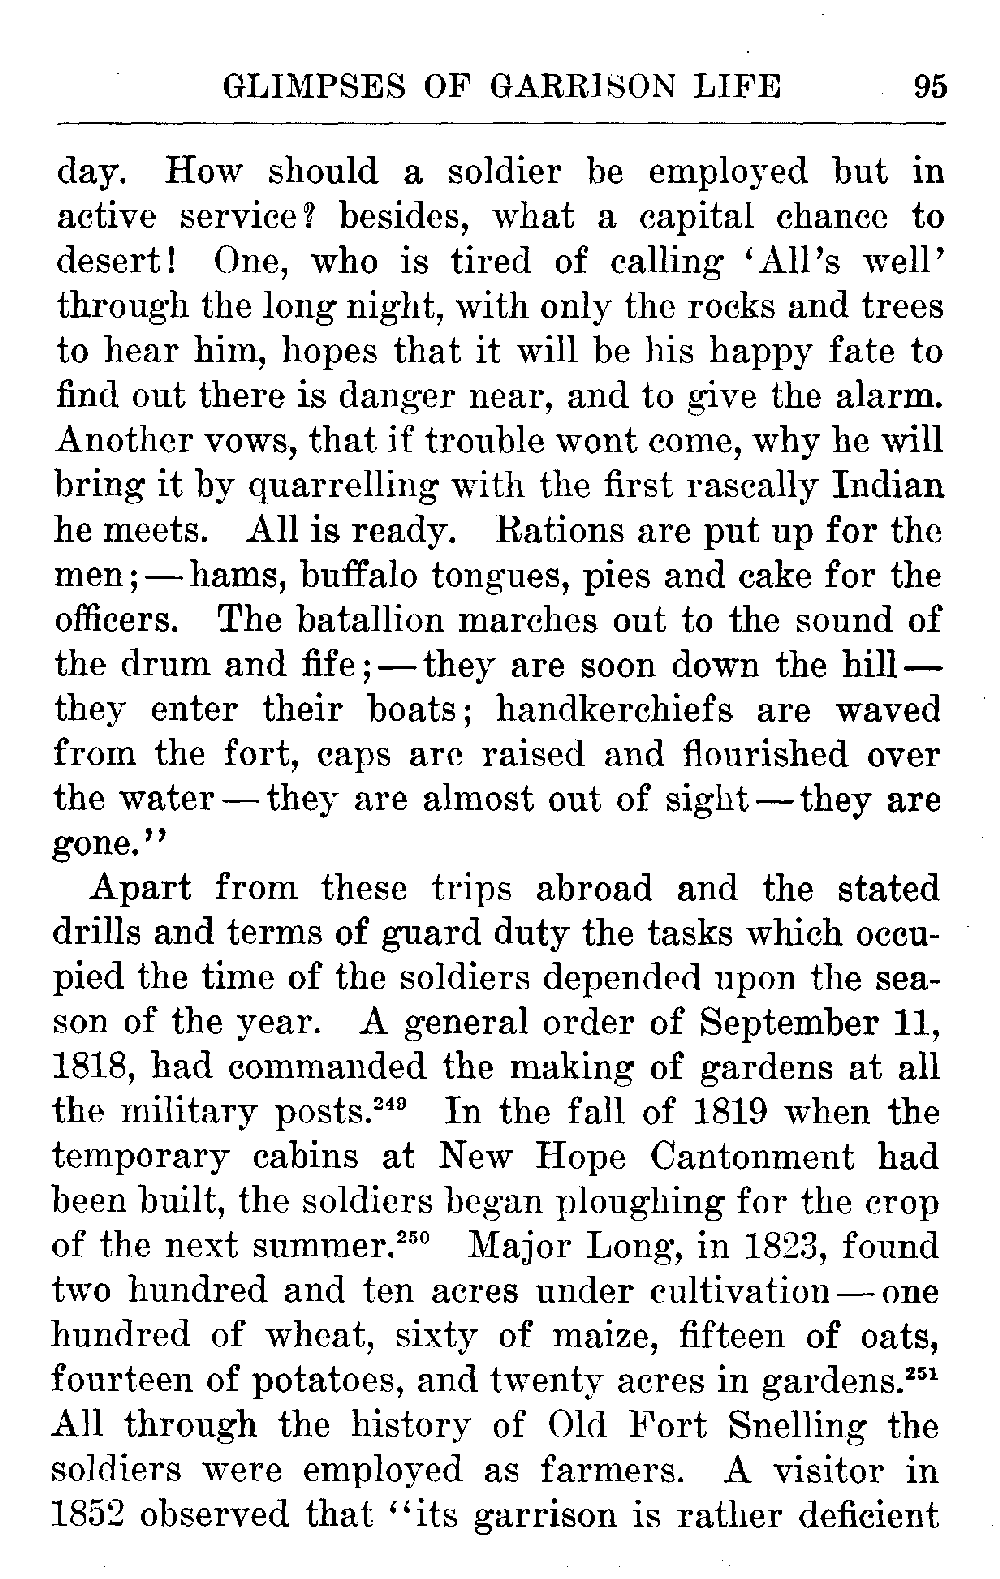 GLIMPSES OF GARRISON LIFE 95
day. How should a soldier be employed but in
active service? besides, what a capital chance to
desert! One, who is tired of calling ‘All’s well’
through the long night, with only the rocks and trees
to hear him, hopes that it will be his happy fate to
find out there is danger near, and to give the alarm.
Another vows, that if trouble wont come, why he will
bring it by quarrelling with the first rascally Indian
he meets. All is ready. Rations are put up for the
men;—hams, buffalo tongues, pies and cake for the
officers. The batallion marches out to the sound of
the drum and fife;—they are soon down the hill—
they enter their boats; handkerchiefs are waved
from the fort, caps are raised and flourished over
the water—they are almost out of sight—they are
gone.”
Apart from these trips abroad and the stated
drills and terms of guard duty the tasks which occu-
pied the time of the soldiers depended upon the sea-
son of the year. A general order of September 11,
1818, had commanded the making of gardens at all
the military posts.²⁴⁹ In the fall of 1819 when the
temporary cabins at New Hope Cantonment had
been built, the soldiers began ploughing for the crop
of the next summer.²⁵⁰ Major Long, in 1823, found
two hundred and ten acres under cultivation—one
hundred of wheat, sixty of maize, fifteen of oats,
fourteen of potatoes, and twenty acres in gardens.²⁵¹
All through the history of Old Fort Snelling the
soldiers were employed as farmers. A visitor in
1852 observed that “its garrison is rather deficient